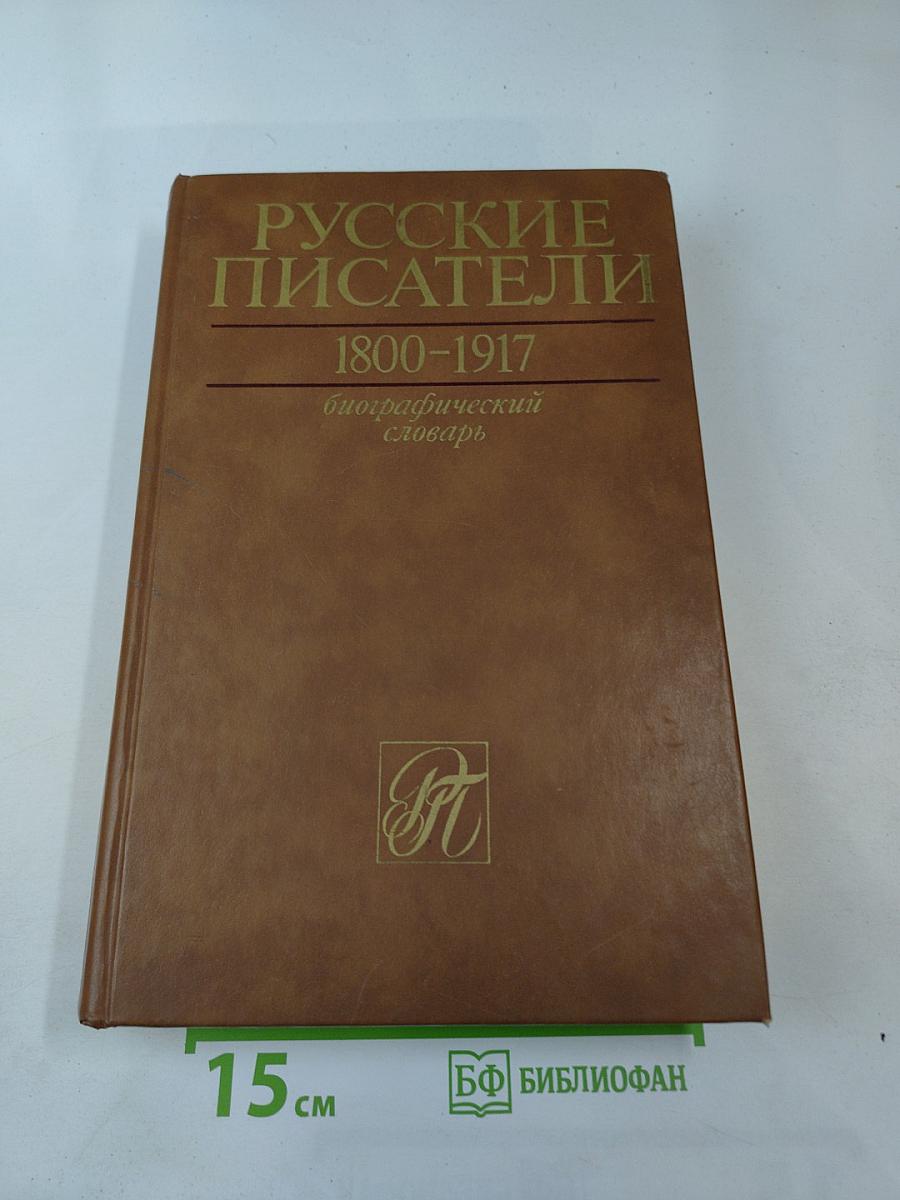 РУССКИЕ
ПИСАТЕЛИ
1800-1917
биографический
словарь
РП
15 см
БФ БИБЛИОФАН